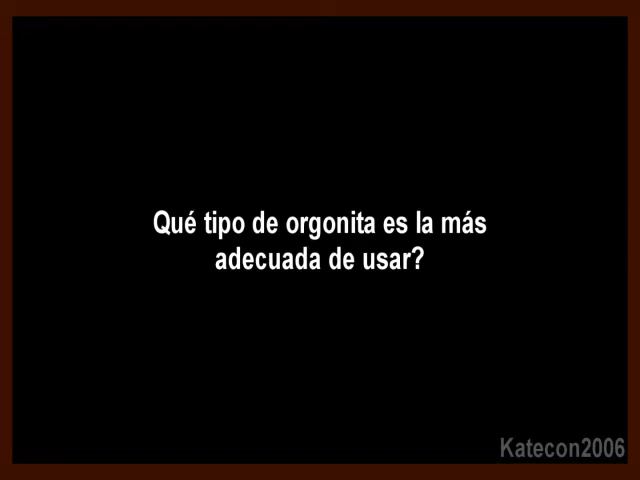 Qué tipo de orgonita es la más
adecuada de usar?
Katecon2006